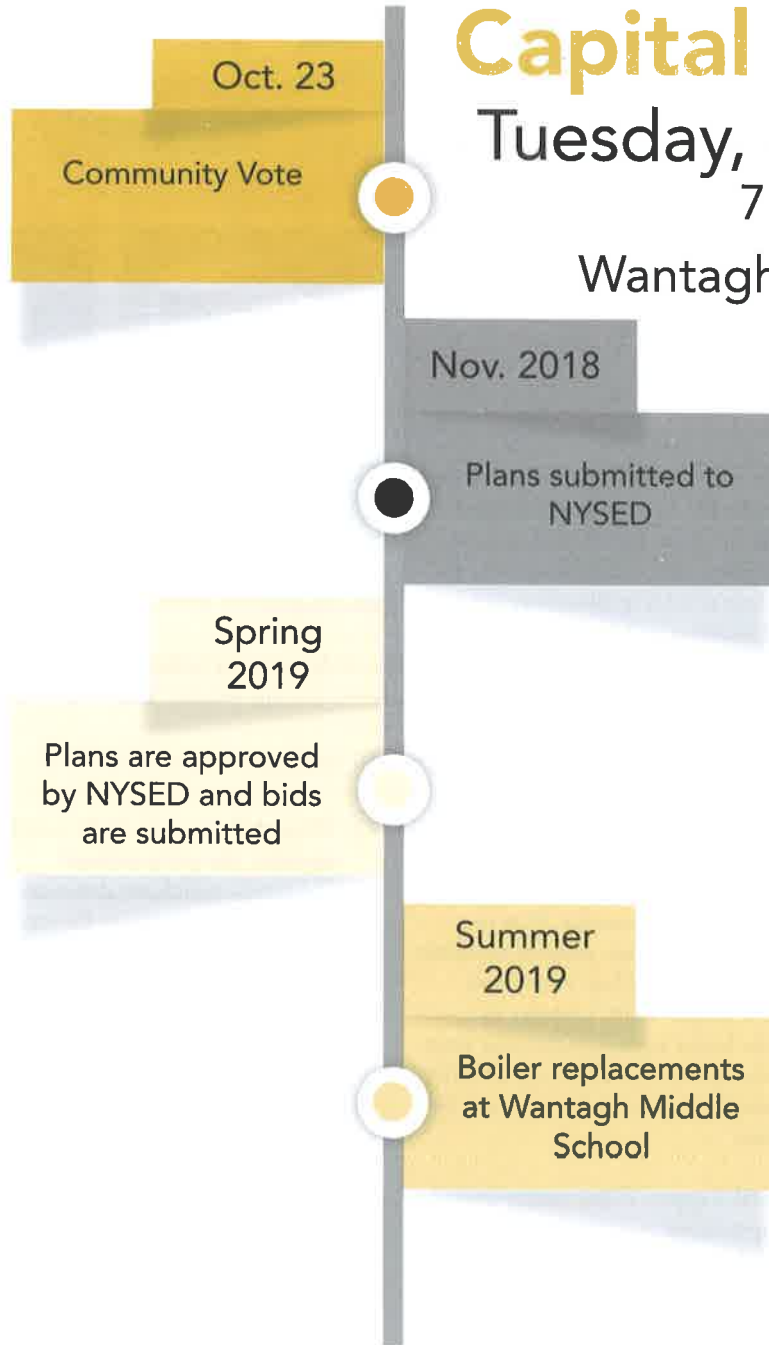 Capital
Tuesday,
7
Wantagh
Oct. 23
Community Vote
Nov. 2018
Plans submitted to
NYSED
Spring
2019
Plans are approved
by NYSED and bids
are submitted
Summer
2019
Boiler replacements
at Wantagh Middle
School